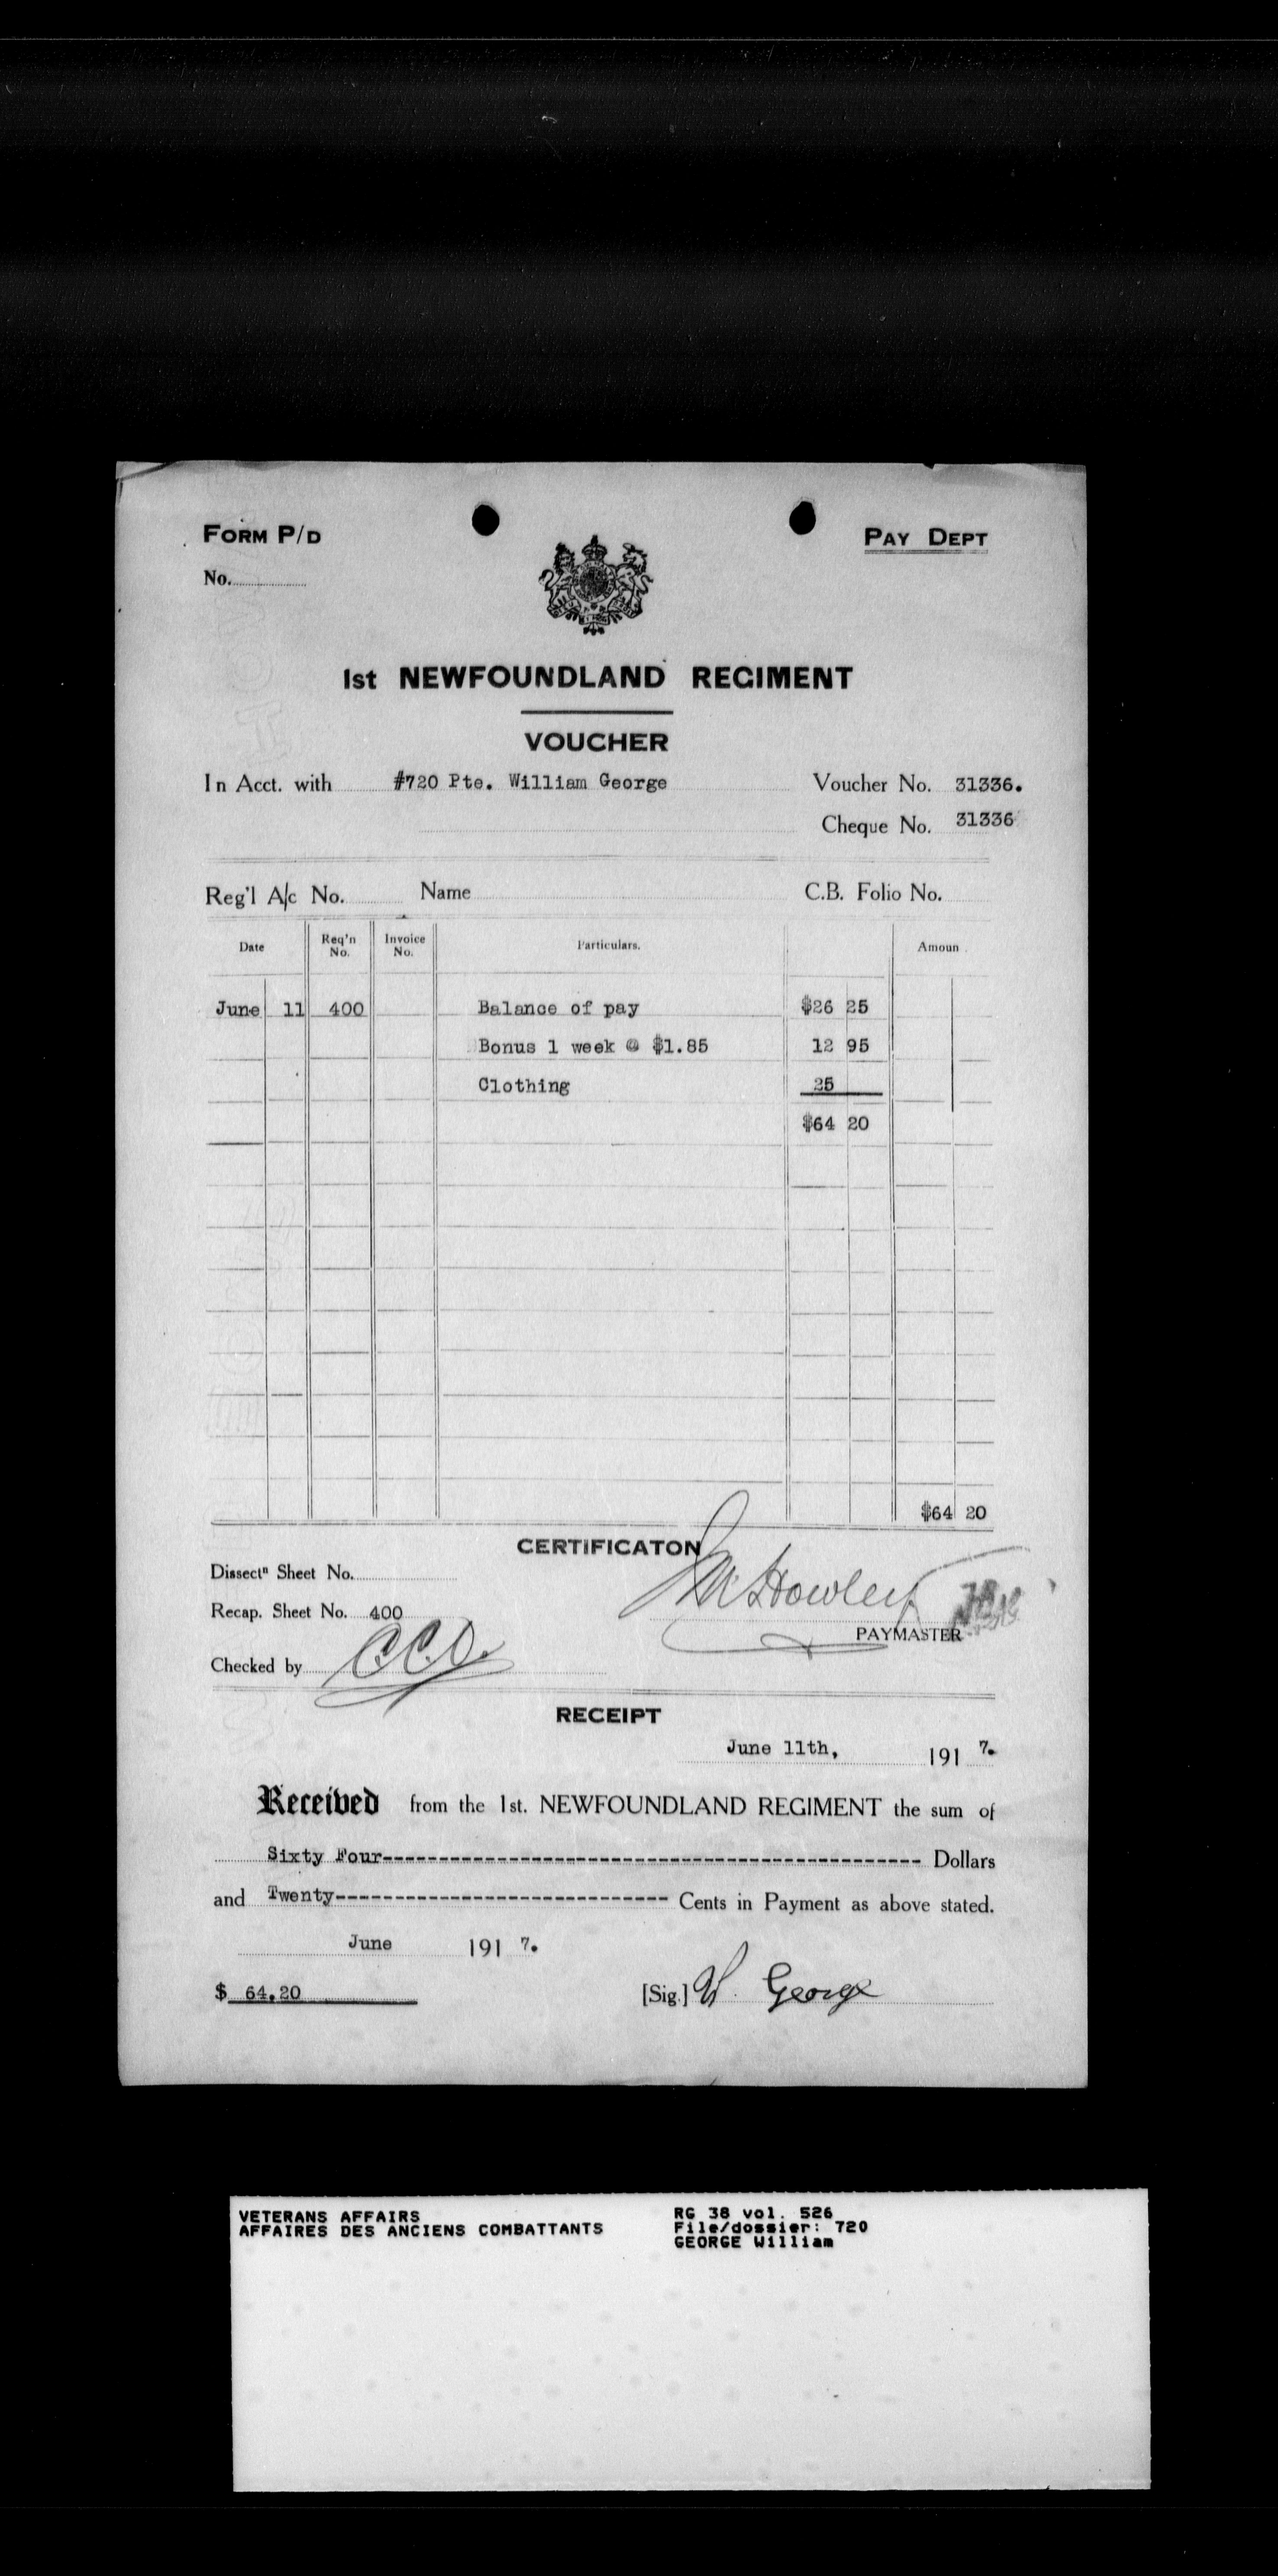 FORM P/D
PAY DEPT
No.
1st NEWFOUNDLAND REGIMENT
VOUCHER
In Acct. with #720 Pte. William George Voucher No. 31336.
Cheque No. 31336
Reg'l A/c No. Name C.B. Folio No.
Date Req'n No. Invoice No. Particulars. Amoun
June 11 400 Balance of pay $26 25
Bonus 1 week @ $1.85 12 95
Clothing 25
$64 20
$64 20
CERTIFICATON
Dissectn Sheet No.
Recap. Sheet No. 400
PAYMASTER
Checked by C.C.O.
RECEIPT
June 11th, 191 7.
Received from the 1st. NEWFOUNDLAND REGIMENT the sum of
Sixty Four------------------------------------------------ Dollars
and Twenty---------------------------- Cents in Payment as above stated.
June 191 7.
$ 64.20 [Sig.] W. George
VETERANS AFFAIRS
AFFAIRES DES ANCIENS COMBATTANTS
RG 38 vol. 526
File/dossier: 720
GEORGE William